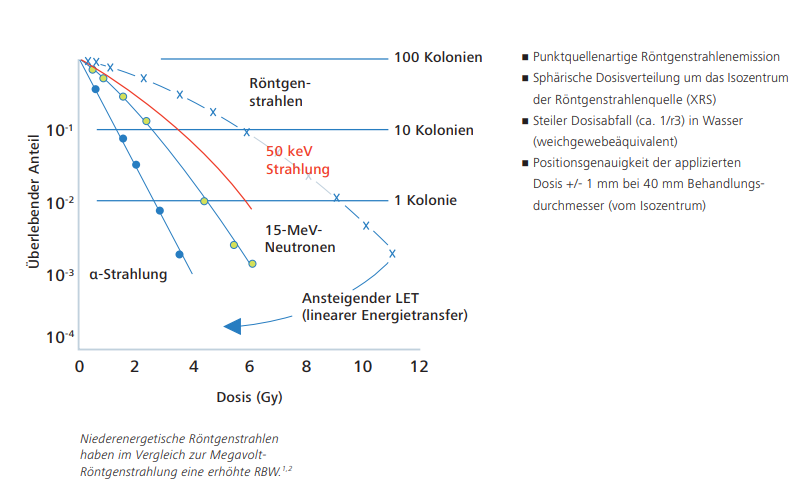 100 Kolonien
Röntgen-
strahlen
10 Kolonien
50 keV
Strahlung
1 Kolonie
15-MeV-
Neutronen
α-Strahlung
Ansteigender LET
(linearer Energietransfer)
Überlebender Anteil
10-1
10-2
10-3
10-4
0 2 4 6 8 10 12
Dosis (Gy)
Niederenergetische Röntgenstrahlen
haben im Vergleich zur Megavolt-
Röntgenstrahlung eine erhöhte RBW.1,2
■ Punktquellenartige Röntgenstrahlenemission
■ Sphärische Dosisverteilung um das Isozentrum
der Röntgenstrahlenquelle (XRS)
■ Steiler Dosisabfall (ca. 1/r3) in Wasser
(weichgewebeäquivalent)
■ Positionsgenauigkeit der applizierten
Dosis +/- 1 mm bei 40 mm Behandlungs-
durchmesser (vom Isozentrum)